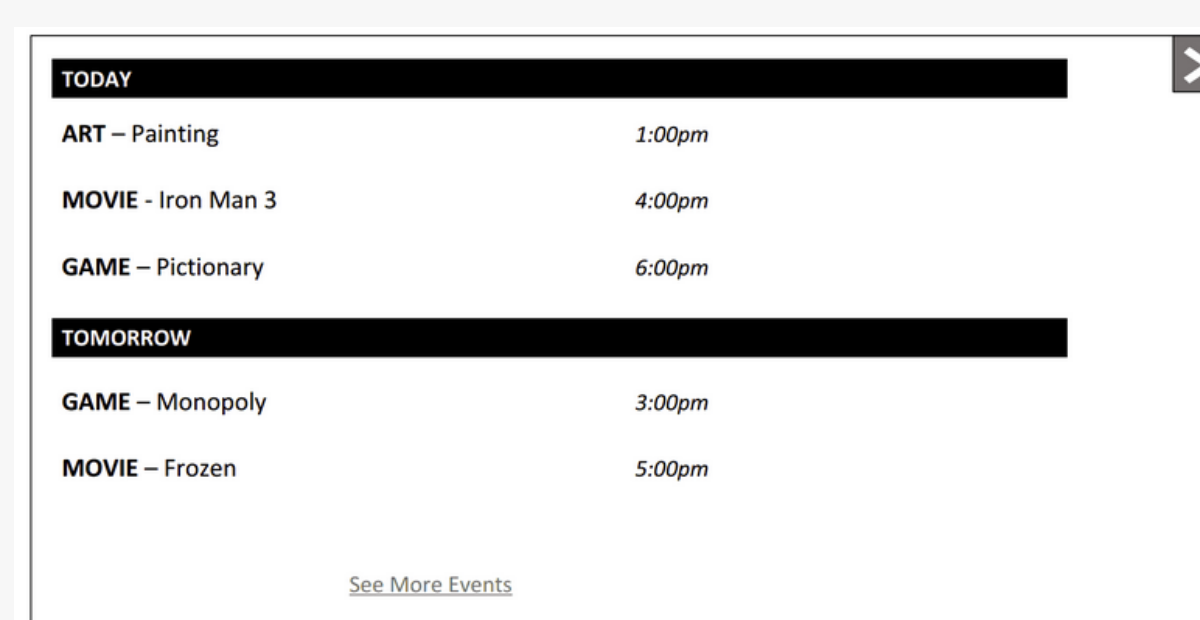 TODAY
ART – Painting 1:00pm
MOVIE - Iron Man 3 4:00pm
GAME – Pictionary 6:00pm
TOMORROW
GAME – Monopoly 3:00pm
MOVIE – Frozen 5:00pm
See More Events